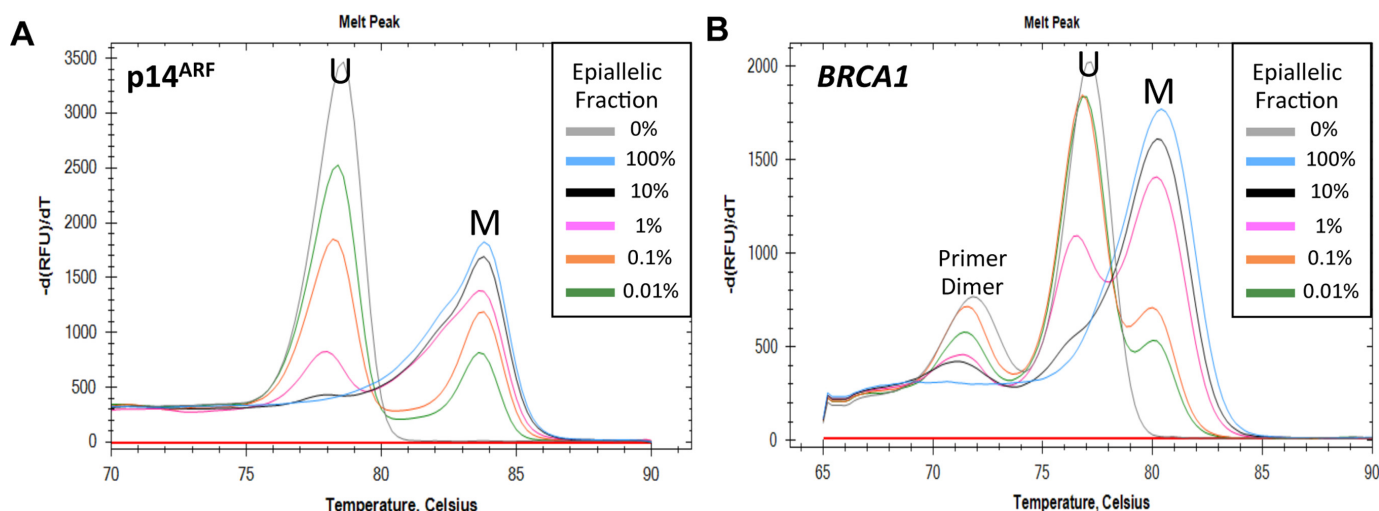 A
Melt Peak
p14ARF
U
M
Epiallelic
Fraction
0%
100%
10%
1%
0.1%
0.01%
-d(RFU)/dT
3500
3000
2500
2000
1500
1000
500
0
70
75
80
85
90
Temperature, Celsius
B
Melt Peak
BRCA1
U
M
Primer
Dimer
Epiallelic
Fraction
0%
100%
10%
1%
0.1%
0.01%
-d(RFU)/dT
2000
1500
1000
500
0
65
70
75
80
85
90
Temperature, Celsius